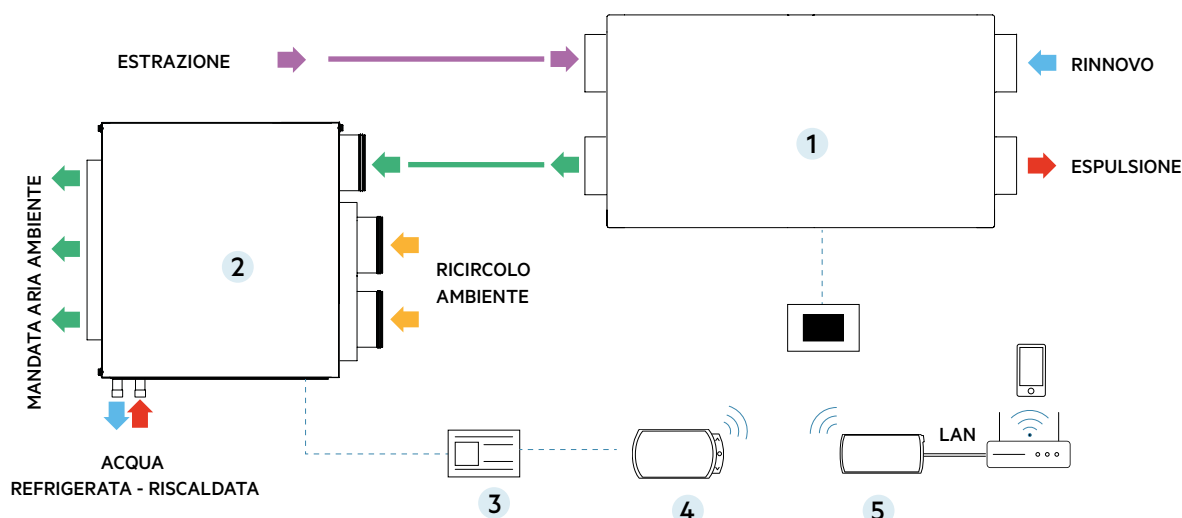 ESTRAZIONE
RINNOVO
1
ESPULSIONE
MANDATA ARIA AMBIENTE
2
RICIRCOLO
AMBIENTE
LAN
ACQUA
REFRIGERATA - RISCALDATA
3
4
5